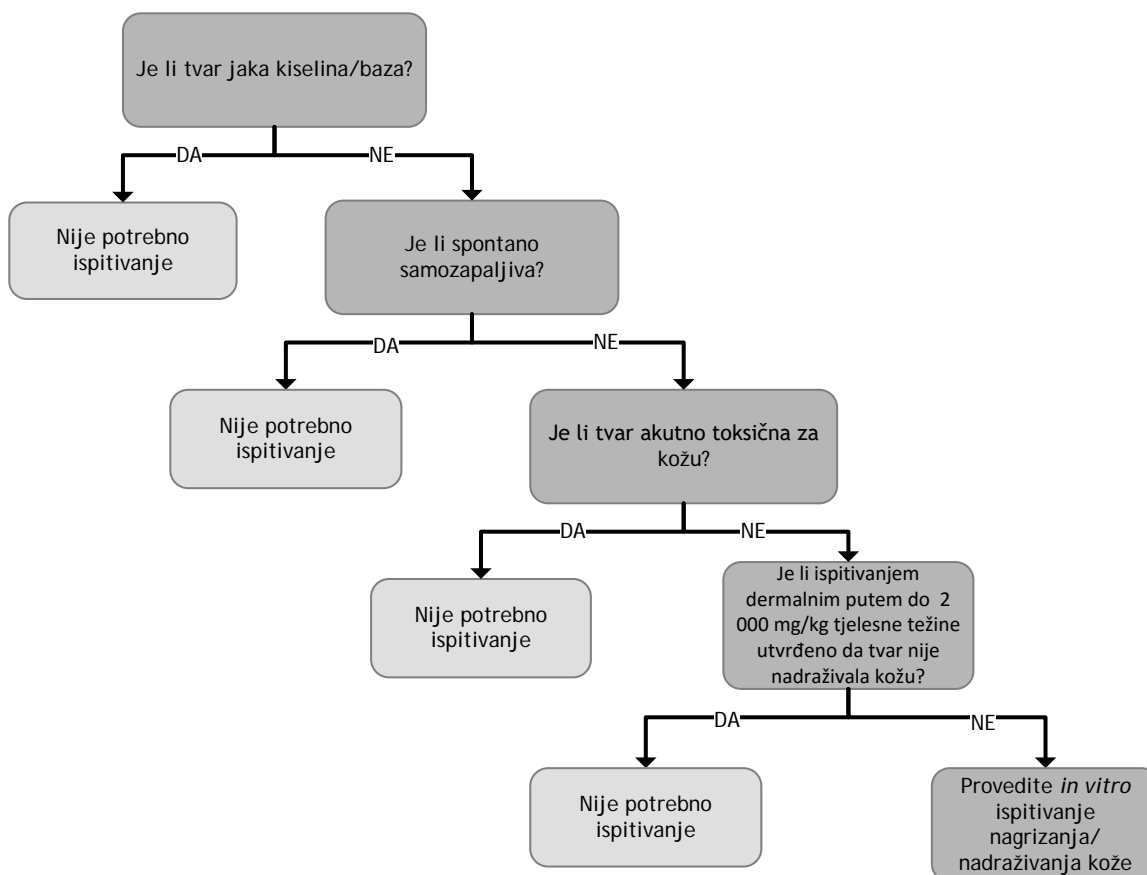 Je li tvar jaka kiselina/baza?
DA
NE
Nije potrebno
ispitivanje
Je li spontano
samozapaljiva?
DA
NE
Nije potrebno
ispitivanje
Je li tvar akutno toksična za
kožu?
DA
NE
Nije potrebno
ispitivanje
Je li ispitivanjem
dermalnim putem do 2
000 mg/kg tjelesne težine
utvrđeno da tvar nije
nadraživala kožu?
DA
NE
Nije potrebno
ispitivanje
Provedite in vitro
ispitivanje
nagrizanja/
nadraživanja kože